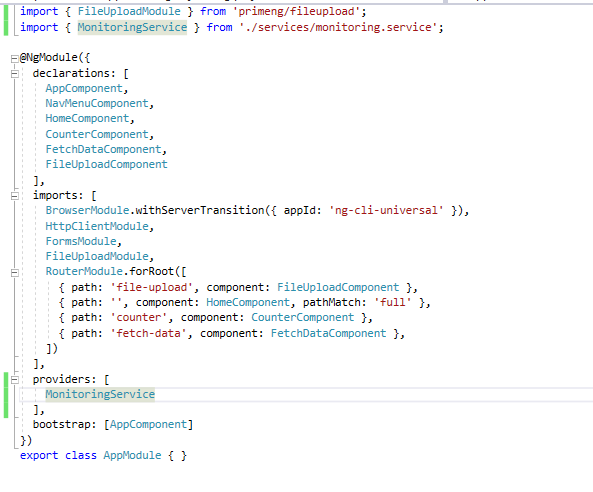 import { FileUploadModule } from 'primeng/fileupload';
import { MonitoringService } from './services/monitoring.service';
@NgModule({
declarations: [
AppComponent,
NavMenuComponent,
HomeComponent,
CounterComponent,
FetchDataComponent,
FileUploadComponent
],
imports: [
BrowserModule.withServerTransition({ appId: 'ng-cli-universal' }),
HttpClientModule,
FormsModule,
FileUploadModule,
RouterModule.forRoot([
{ path: 'file-upload', component: FileUploadComponent },
{ path: '', component: HomeComponent, pathMatch: 'full' },
{ path: 'counter', component: CounterComponent },
{ path: 'fetch-data', component: FetchDataComponent },
])
],
providers: [
MonitoringService
],
bootstrap: [AppComponent]
})
export class AppModule { }